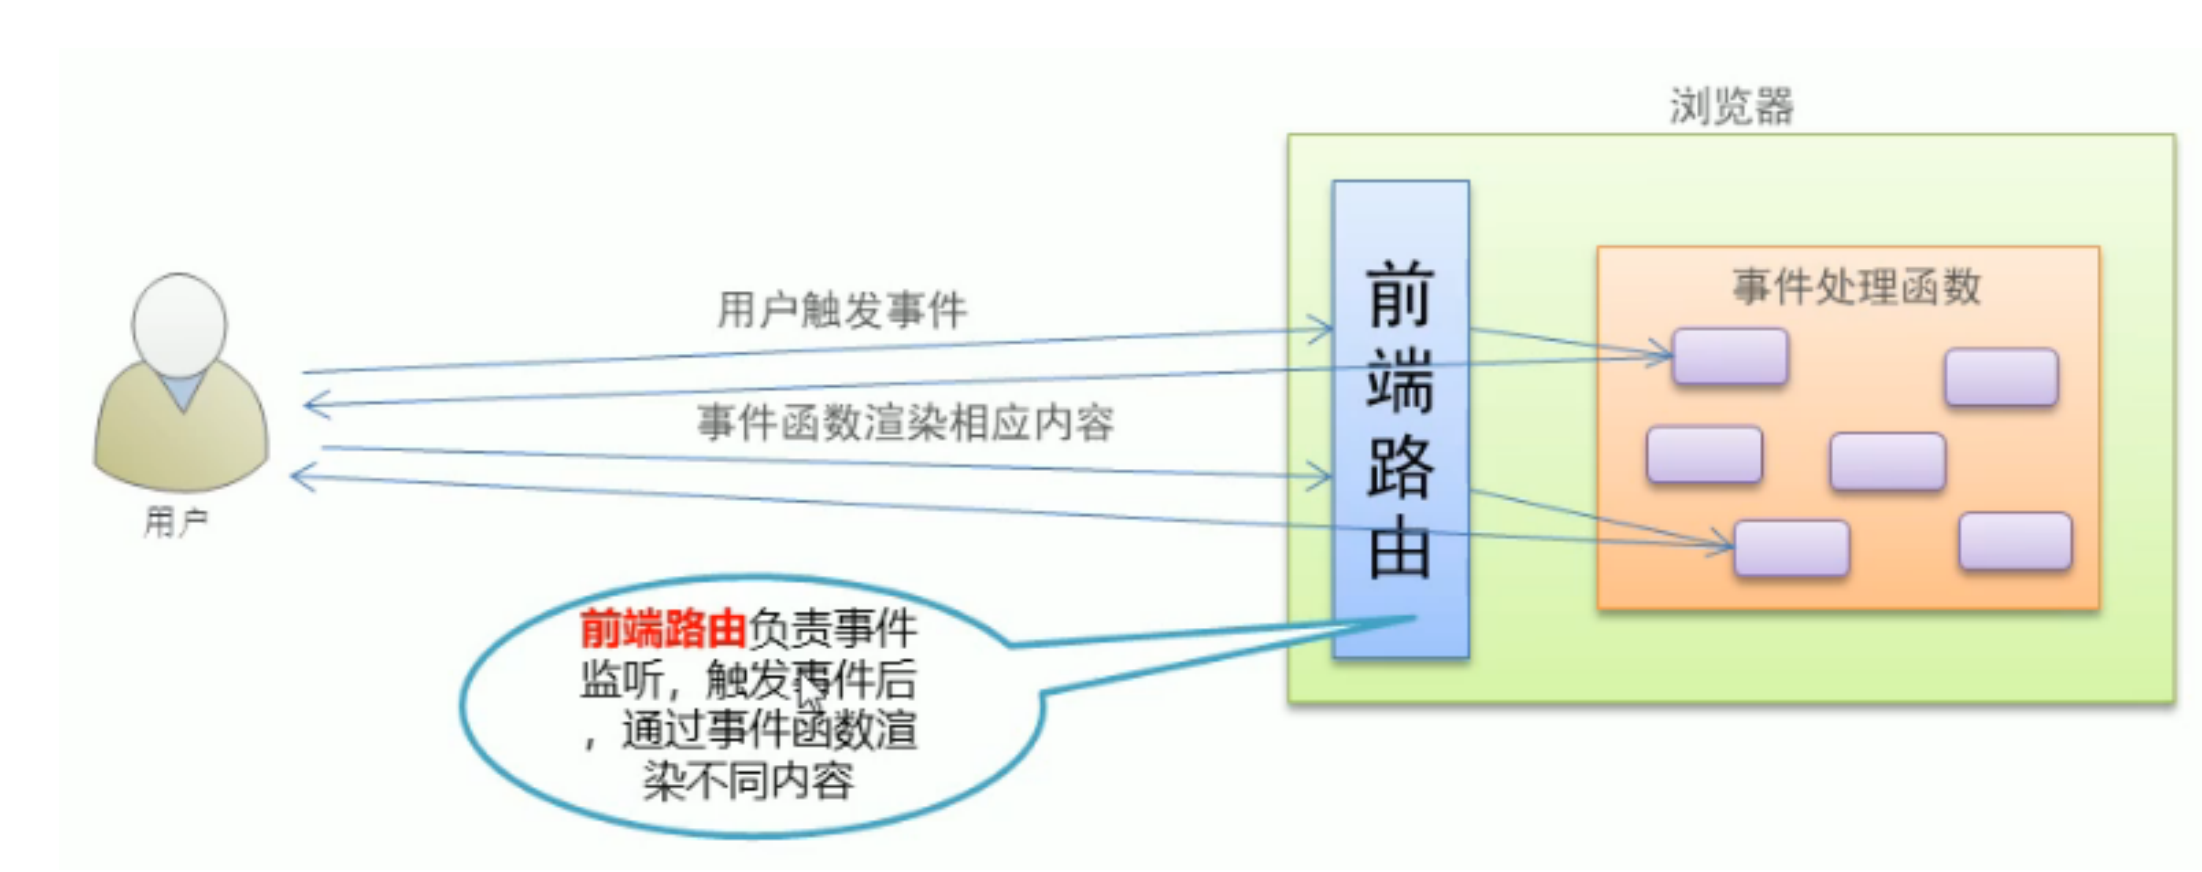 浏览器
前端路由
事件处理函数
用户触发事件
事件函数渲染相应内容
用户
前端路由负责事件
监听，触发事件后
，通过事件函数渲
染不同内容